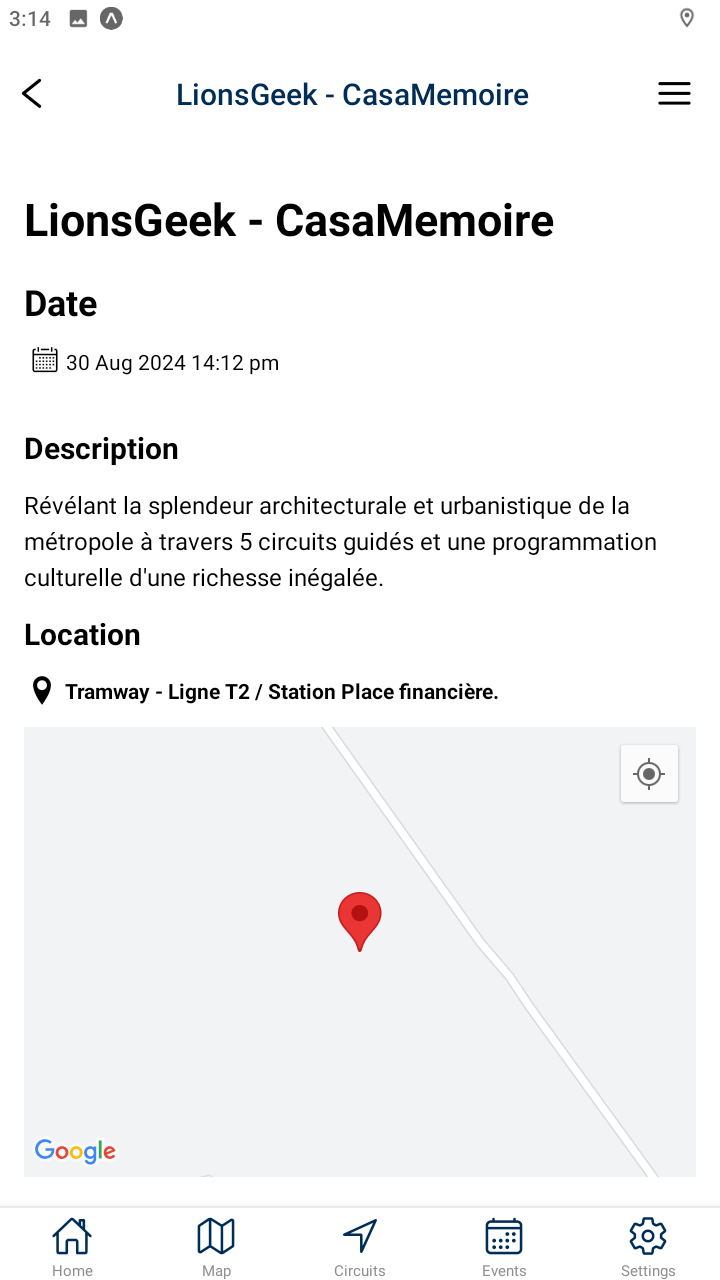 3:14
LionsGeek - CasaMemoire
LionsGeek - CasaMemoire
Date
30 Aug 2024 14:12 pm
Description
Révélant la splendeur architecturale et urbanistique de la
métropole à travers 5 circuits guidés et une programmation
culturelle d'une richesse inégalée.
Location
Tramway - Ligne T2 / Station Place financière.
Google
Home Map Circuits Events Settings